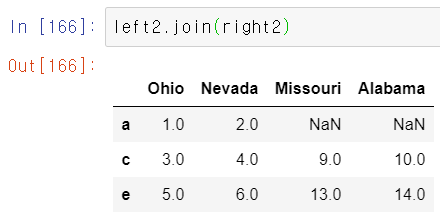 In [166]: left2.join(right2)
Out[166]:
Ohio Nevada Missouri Alabama
a 1.0 2.0 NaN NaN
c 3.0 4.0 9.0 10.0
e 5.0 6.0 13.0 14.0